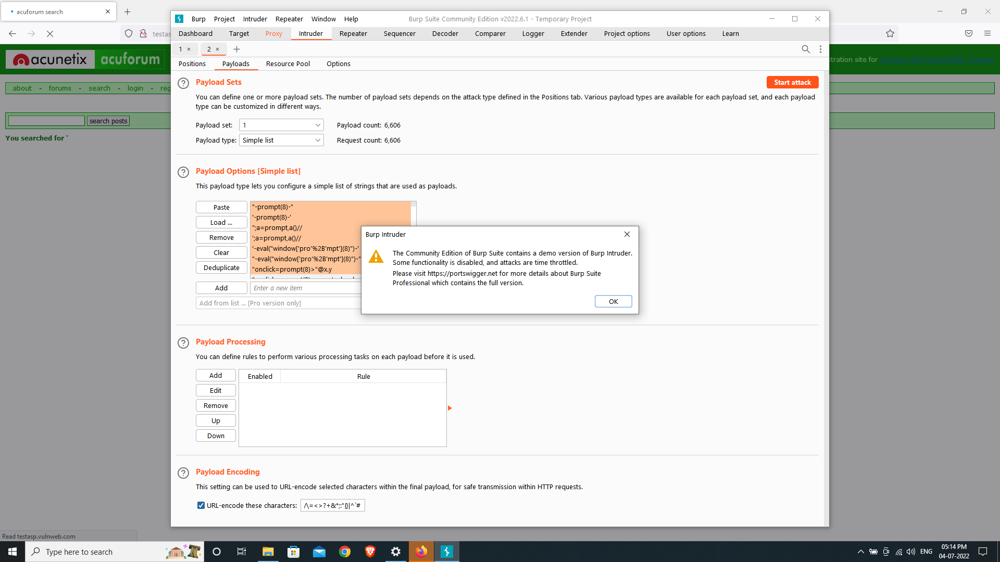 acuforum search
Burp Project Intruder Repeater Window Help
Burp Suite Community Edition v2022.6.1 - Temporary Project
Dashboard Target Proxy Intruder Repeater Sequencer Decoder Comparer Logger Extender Project options User options Learn
testas
1 × 2 ×
acunetix acuforum
stration site for Acunetix Web Vulnerability Scanner
Positions Payloads Resource Pool Options
about - forums - search - login - reg
search posts
You searched for '
Payload Sets
Start attack
You can define one or more payload sets. The number of payload sets depends on the attack type defined in the Positions tab. Various payload types are available for each payload set, and each payload
type can be customized in different ways.
Payload set: 1 Payload count: 6,606
Payload type: Simple list Request count: 6,606
Payload Options [Simple list]
This payload type lets you configure a simple list of strings that are used as payloads.
Paste
Load ...
Remove
Clear
Deduplicate
"-prompt(8)-"
'-prompt(8)-'
";a=prompt,a()//
';a=prompt,a()//
'-eval("window['pro'%2B'mpt'](8)")-'
"-eval("window['pro'%2B'mpt'](8)")-"
"onclick=prompt(8)>"@x.y
Add Enter a new item
Add from list ... [Pro version only]
Burp Intruder
The Community Edition of Burp Suite contains a demo version of Burp Intruder.
Some functionality is disabled, and attacks are time throttled.
Please visit https://portswigger.net for more details about Burp Suite
Professional which contains the full version.
OK
Payload Processing
You can define rules to perform various processing tasks on each payload before it is used.
Add
Edit
Remove
Up
Down
Enabled Rule
Payload Encoding
This setting can be used to URL-encode selected characters within the final payload, for safe transmission within HTTP requests.
URL-encode these characters: /\=<>?+&*;:"{}|^`#
Read testasp.vulnweb.com
Type here to search
ENG
05:14 PM
04-07-2022